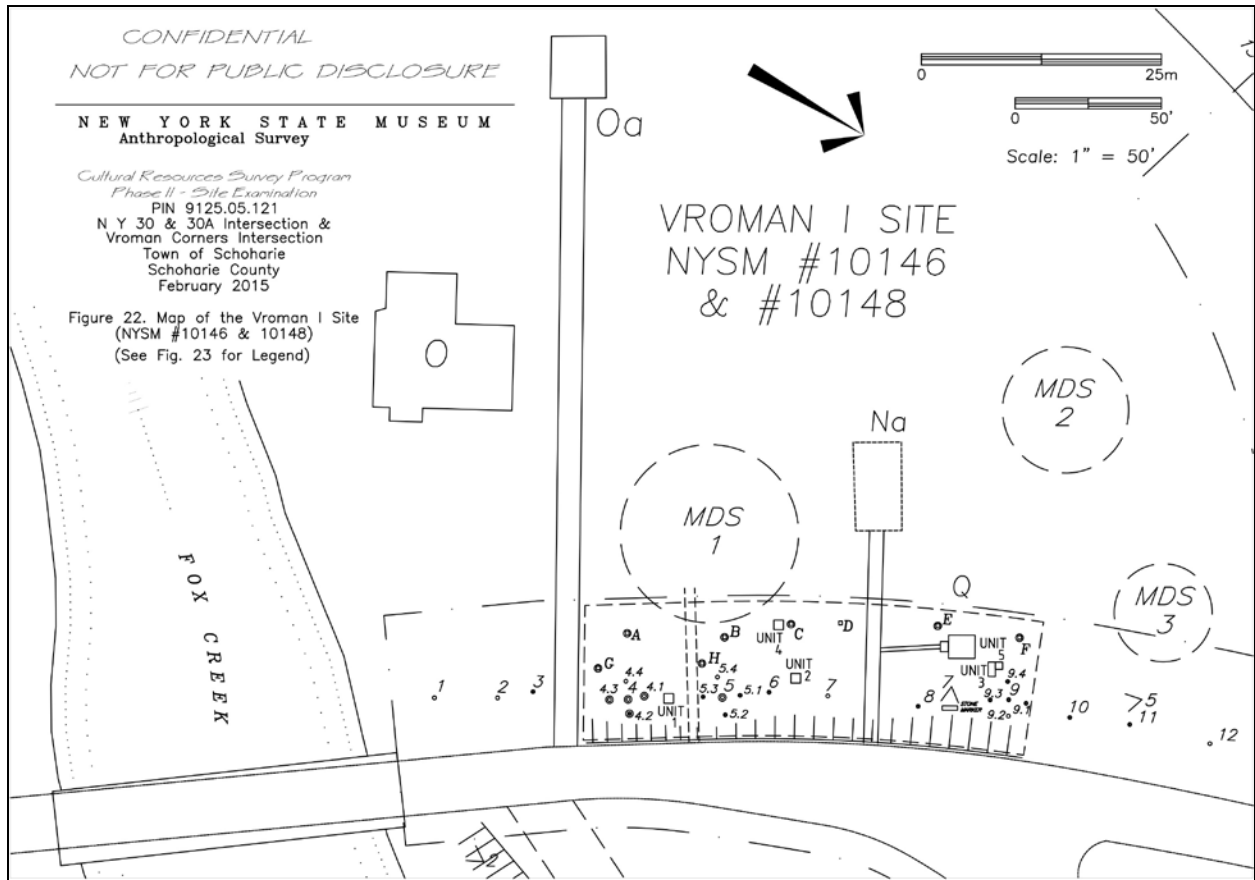 CONFIDENTIAL
NOT FOR PUBLIC DISCLOSURE
NEW YORK STATE MUSEUM
Anthropological Survey
Cultural Resources Survey Program
Phase II - Site Examination
PIN 9125.05.121
N Y 30 & 30A Intersection &
Vroman Corners Intersection
Town of Schoharie
Schoharie County
February 2015
Figure 22. Map of the Vroman I Site
(NYSM #10146 & 10148)
(See Fig. 23 for Legend)
0 25m
0 50'
Scale: 1" = 50'
Oa
VROMAN I SITE
NYSM #10146
& #10148
O
MDS
2
Na
MDS
1
FOX CREEK
Q
MDS
3
A
B
UNIT
4
C
D
E
F
G
H
UNIT
5
UNIT
3
UNIT
2
UNIT
1
1
2
3
4.4
4.3
4
4.1
4.2
5.4
5.3
5
5.1
5.2
6
7
8
7
STONE
MARKER
9.4
9.3
9
9.1
9.2
10
5
11
12
2